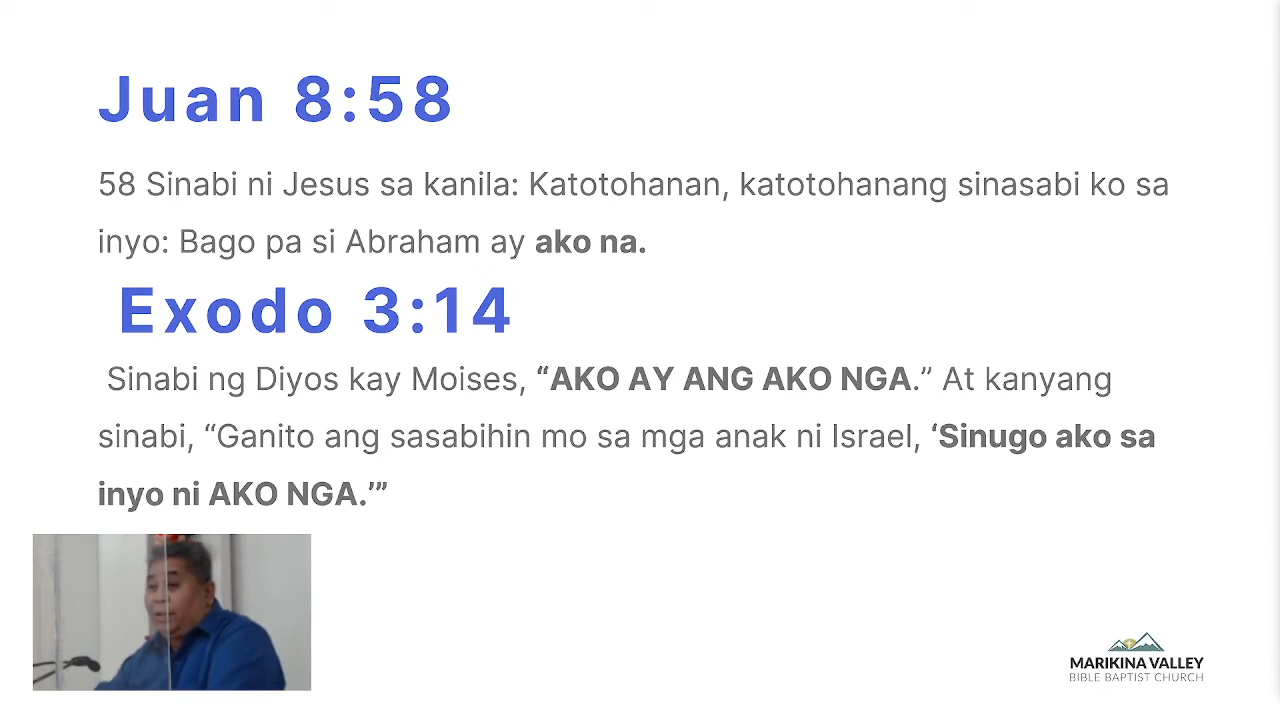 Juan 8:58
58 Sinabi ni Jesus sa kanila: Katotohanan, katotohanang sinasabi ko sa
inyo: Bago pa si Abraham ay ako na.
Exodo 3:14
Sinabi ng Diyos kay Moises, “AKO AY ANG AKO NGA.” At kanyang
sinabi, “Ganito ang sasabihin mo sa mga anak ni Israel, ‘Sinugo ako sa
inyo ni AKO NGA.’”
MARIKINA VALLEY
BIBLE BAPTIST CHURCH